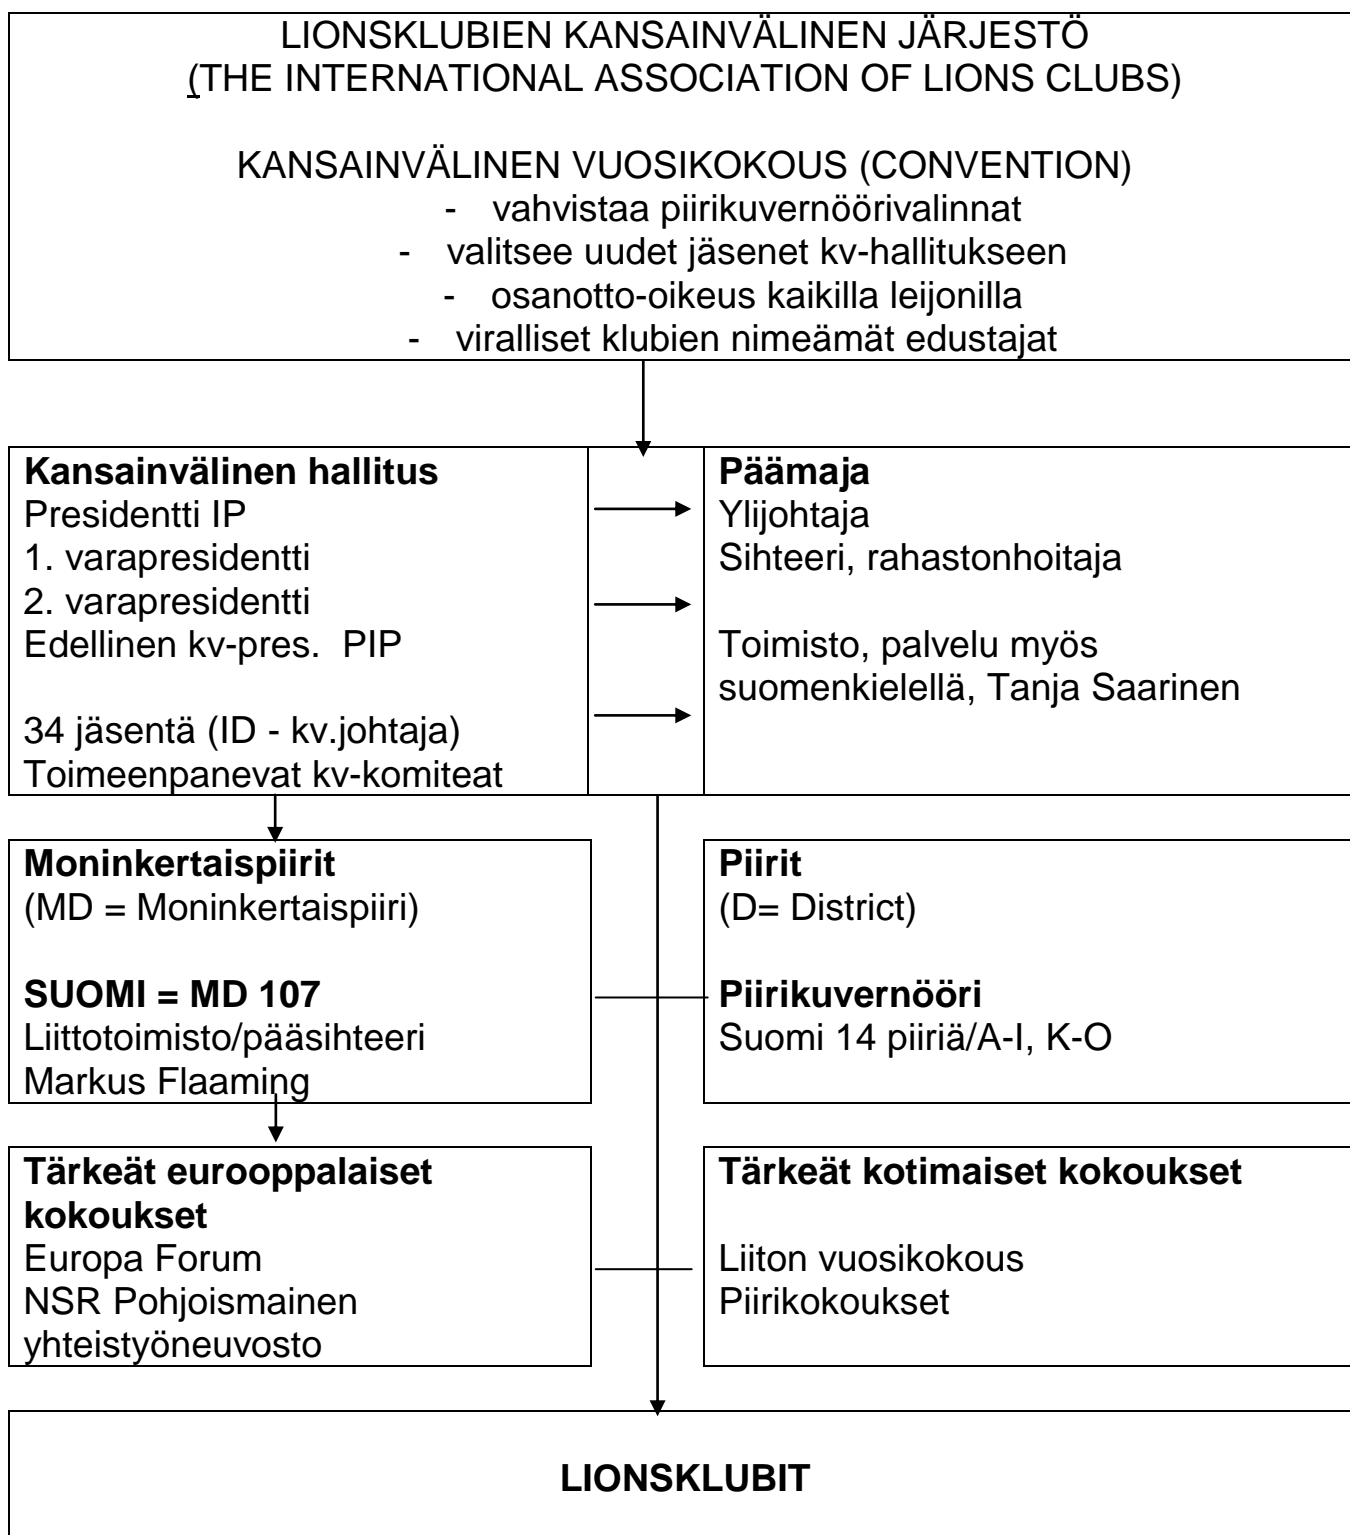 LIONSKLUBIEN KANSAINVÄLINEN JÄRJESTÖ
(THE INTERNATIONAL ASSOCIATION OF LIONS CLUBS)
KANSAINVÄLINEN VUOSIKOKOUS (CONVENTION)
- vahvistaa piirikuvernöörivalinnat
- valitsee uudet jäsenet kv-hallitukseen
- osanotto-oikeus kaikilla leijonilla
- viralliset klubien nimeämät edustajat
Kansainvälinen hallitus
Presidentti IP
1. varapresidentti
2. varapresidentti
Edellinen kv-pres. PIP
34 jäsentä (ID - kv.johtaja)
Toimeenpanevat kv-komiteat
Päämaja
Ylijohtaja
Sihteeri, rahastonhoitaja
Toimisto, palvelu myös
suomenkielellä, Tanja Saarinen
Moninkertaispiirit
(MD = Moninkertaispiiri)
SUOMI = MD 107
Liittotoimisto/pääsihteeri
Markus Flaaming
Piirit
(D= District)
Piirikuvernööri
Suomi 14 piiriä/A-I, K-O
Tärkeät eurooppalaiset
kokoukset
Europa Forum
NSR Pohjoismainen
yhteistyöneuvosto
Tärkeät kotimaiset kokoukset
Liiton vuosikokous
Piirikokoukset
LIONSKLUBIT